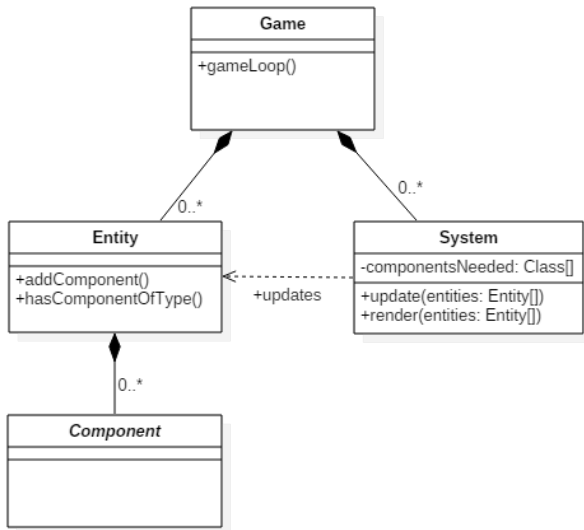 Game
+gameLoop()
0..*
0..*
Entity
+addComponent()
+hasComponentOfType()
+updates
System
-componentsNeeded: Class[]
+update(entities: Entity[])
+render(entities: Entity[])
0..*
Component